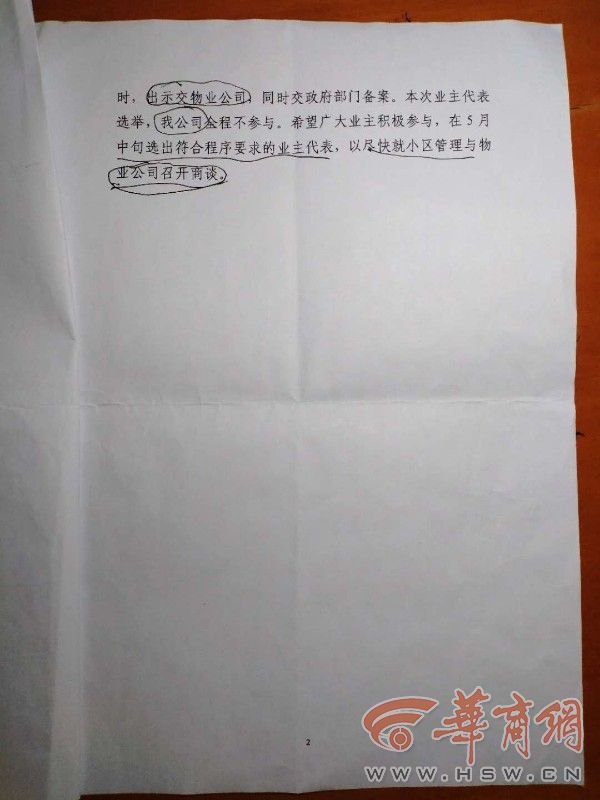 时，出示交物业公司，同时交政府部门备案。本次业主代表
选举，我公司全程不参与。希望广大业主积极参与，在5月
中旬选出符合程序要求的业主代表，以尽快就小区管理与物
业公司召开商谈。
2
華商網
WWW.HSW.CN